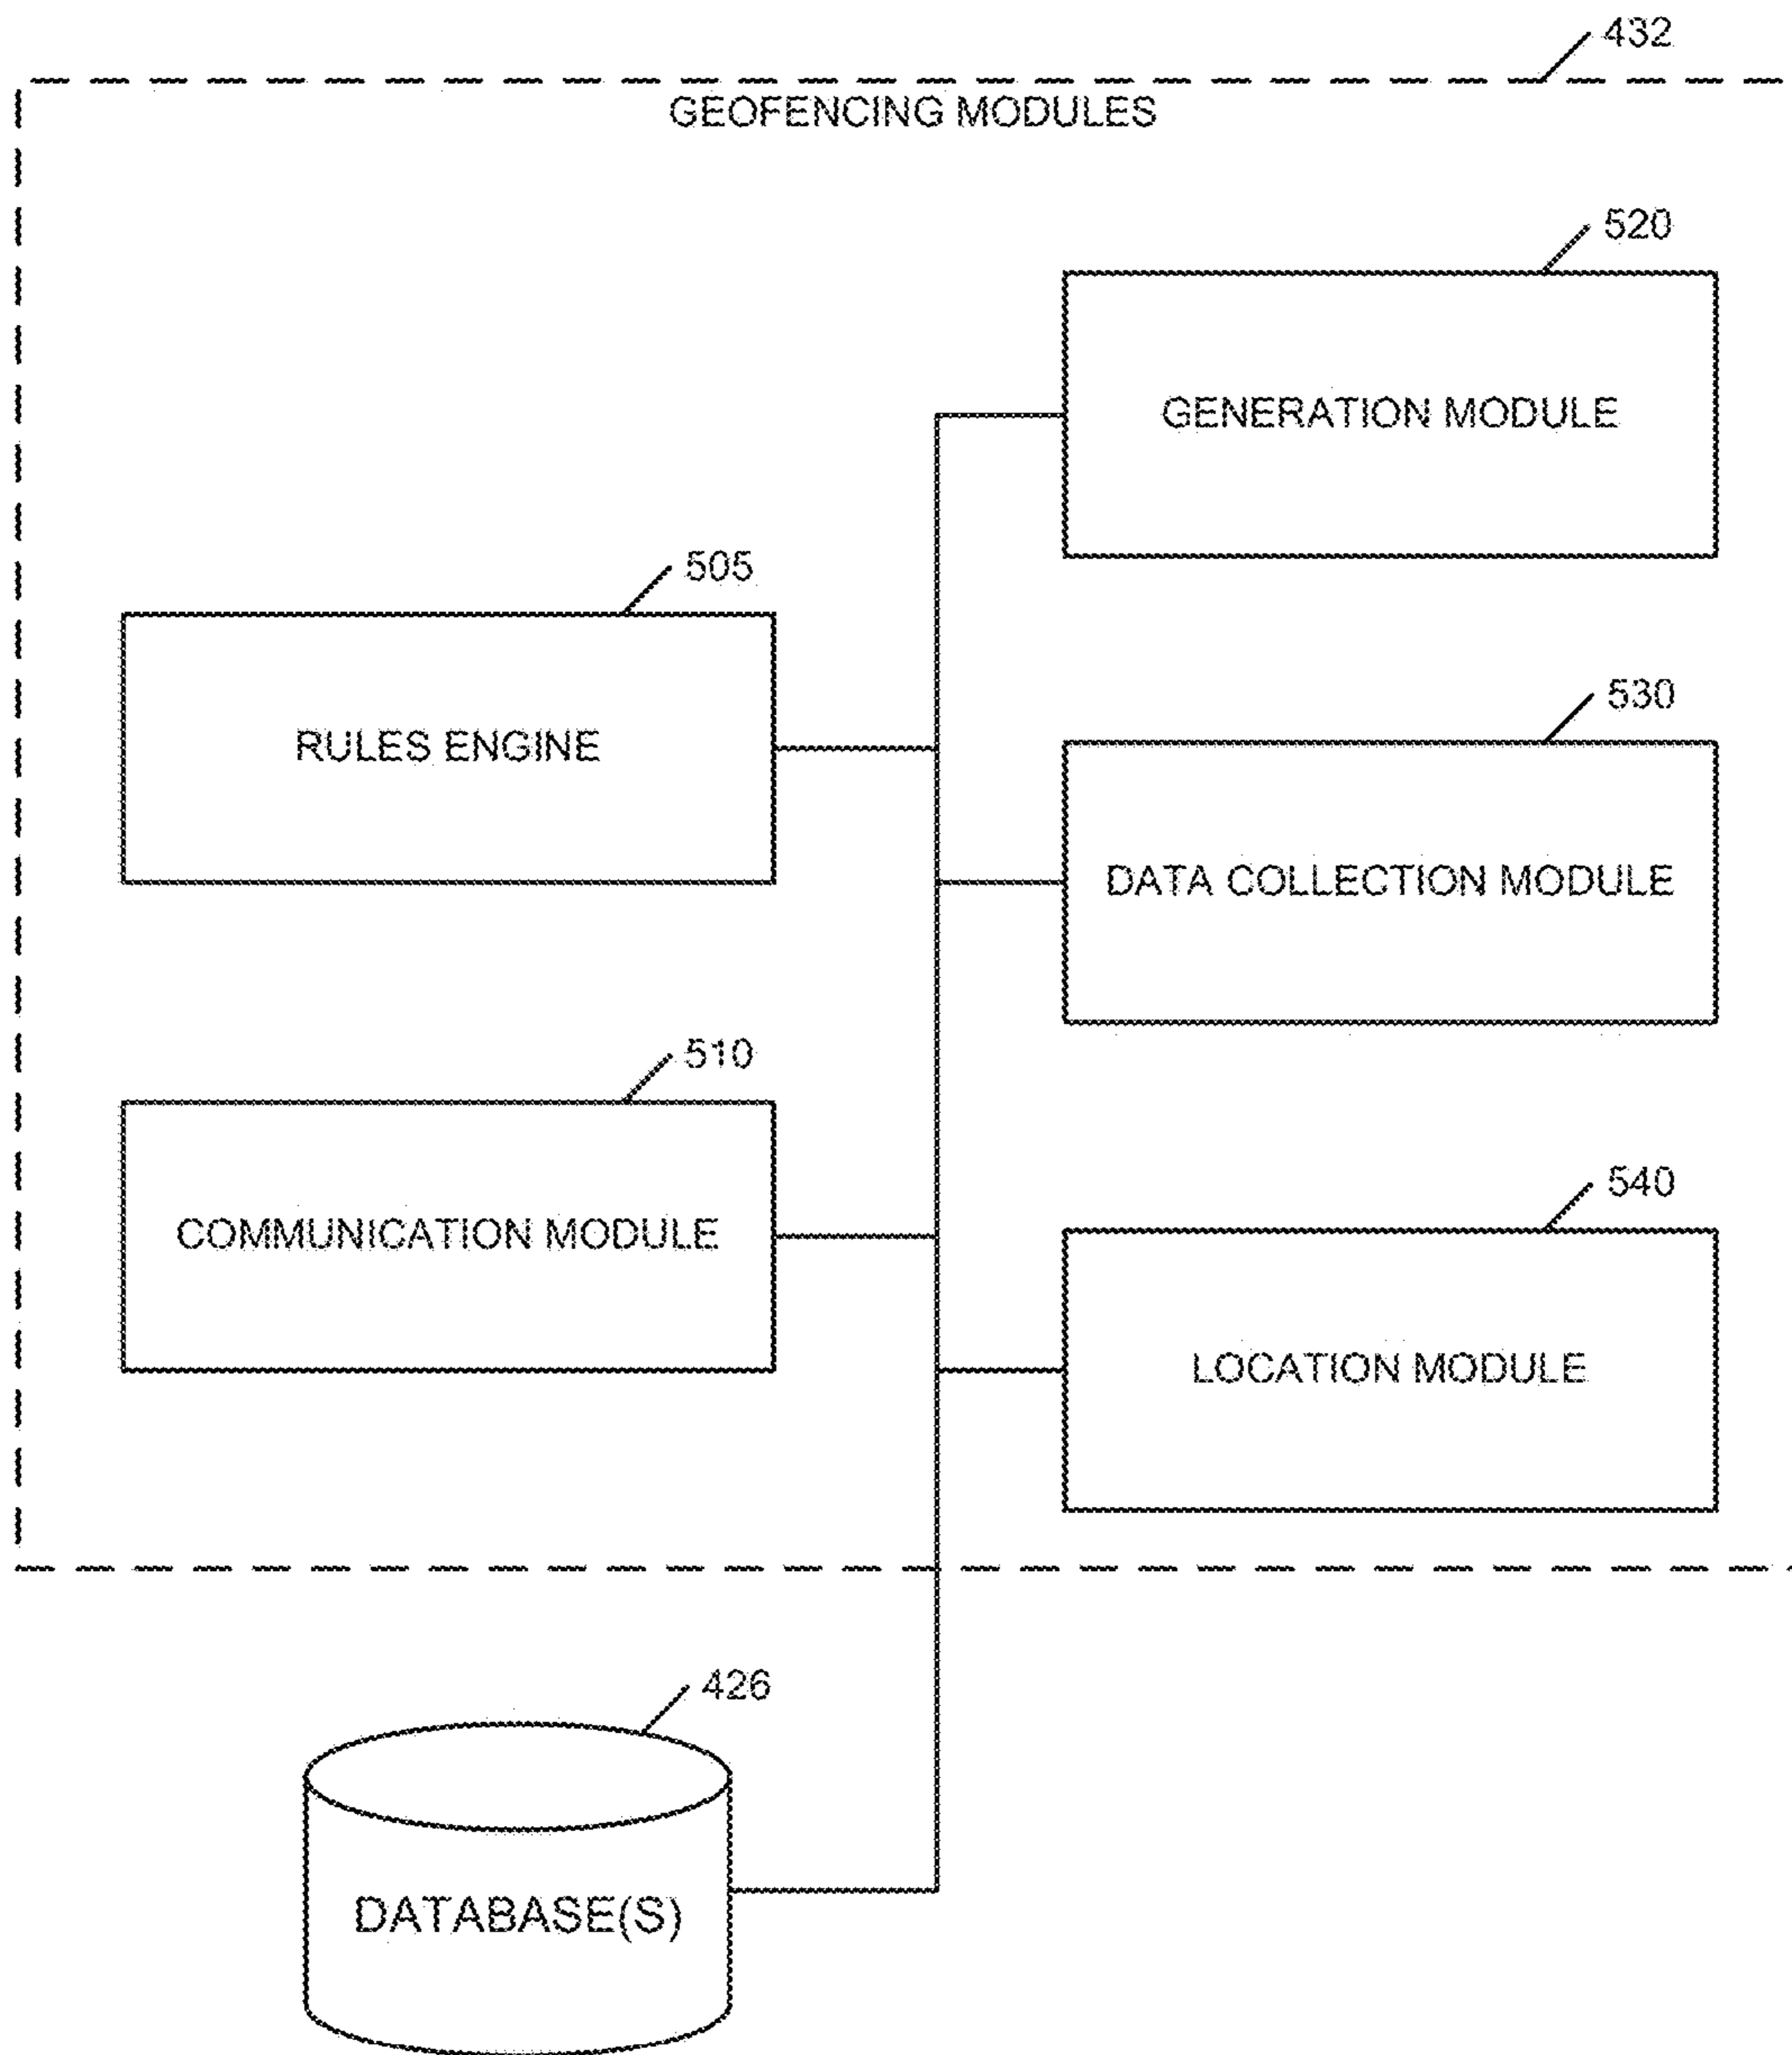 432
GEOFENCING MODULES
520
GENERATION MODULE
505
RULES ENGINE
530
DATA COLLECTION MODULE
510
COMMUNICATION MODULE
540
LOCATION MODULE
426
DATABASE(S)